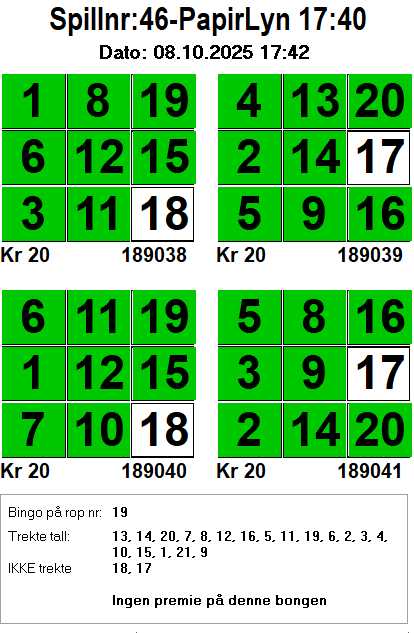 Spillnr:46-PapirLyn 17:40
Dato: 08.10.2025 17:42
1 8 19
6 12 15
3 11 18
Kr 20 189038
4 13 20
2 14 17
5 9 16
Kr 20 189039
6 11 19
1 12 15
7 10 18
Kr 20 189040
5 8 16
3 9 17
2 14 20
Kr 20 189041
Bingo på rop nr: 19
Trekte tall: 13, 14, 20, 7, 8, 12, 16, 5, 11, 19, 6, 2, 3, 4,
10, 15, 1, 21, 9
IKKE trekte 18, 17
Ingen premie på denne bongen